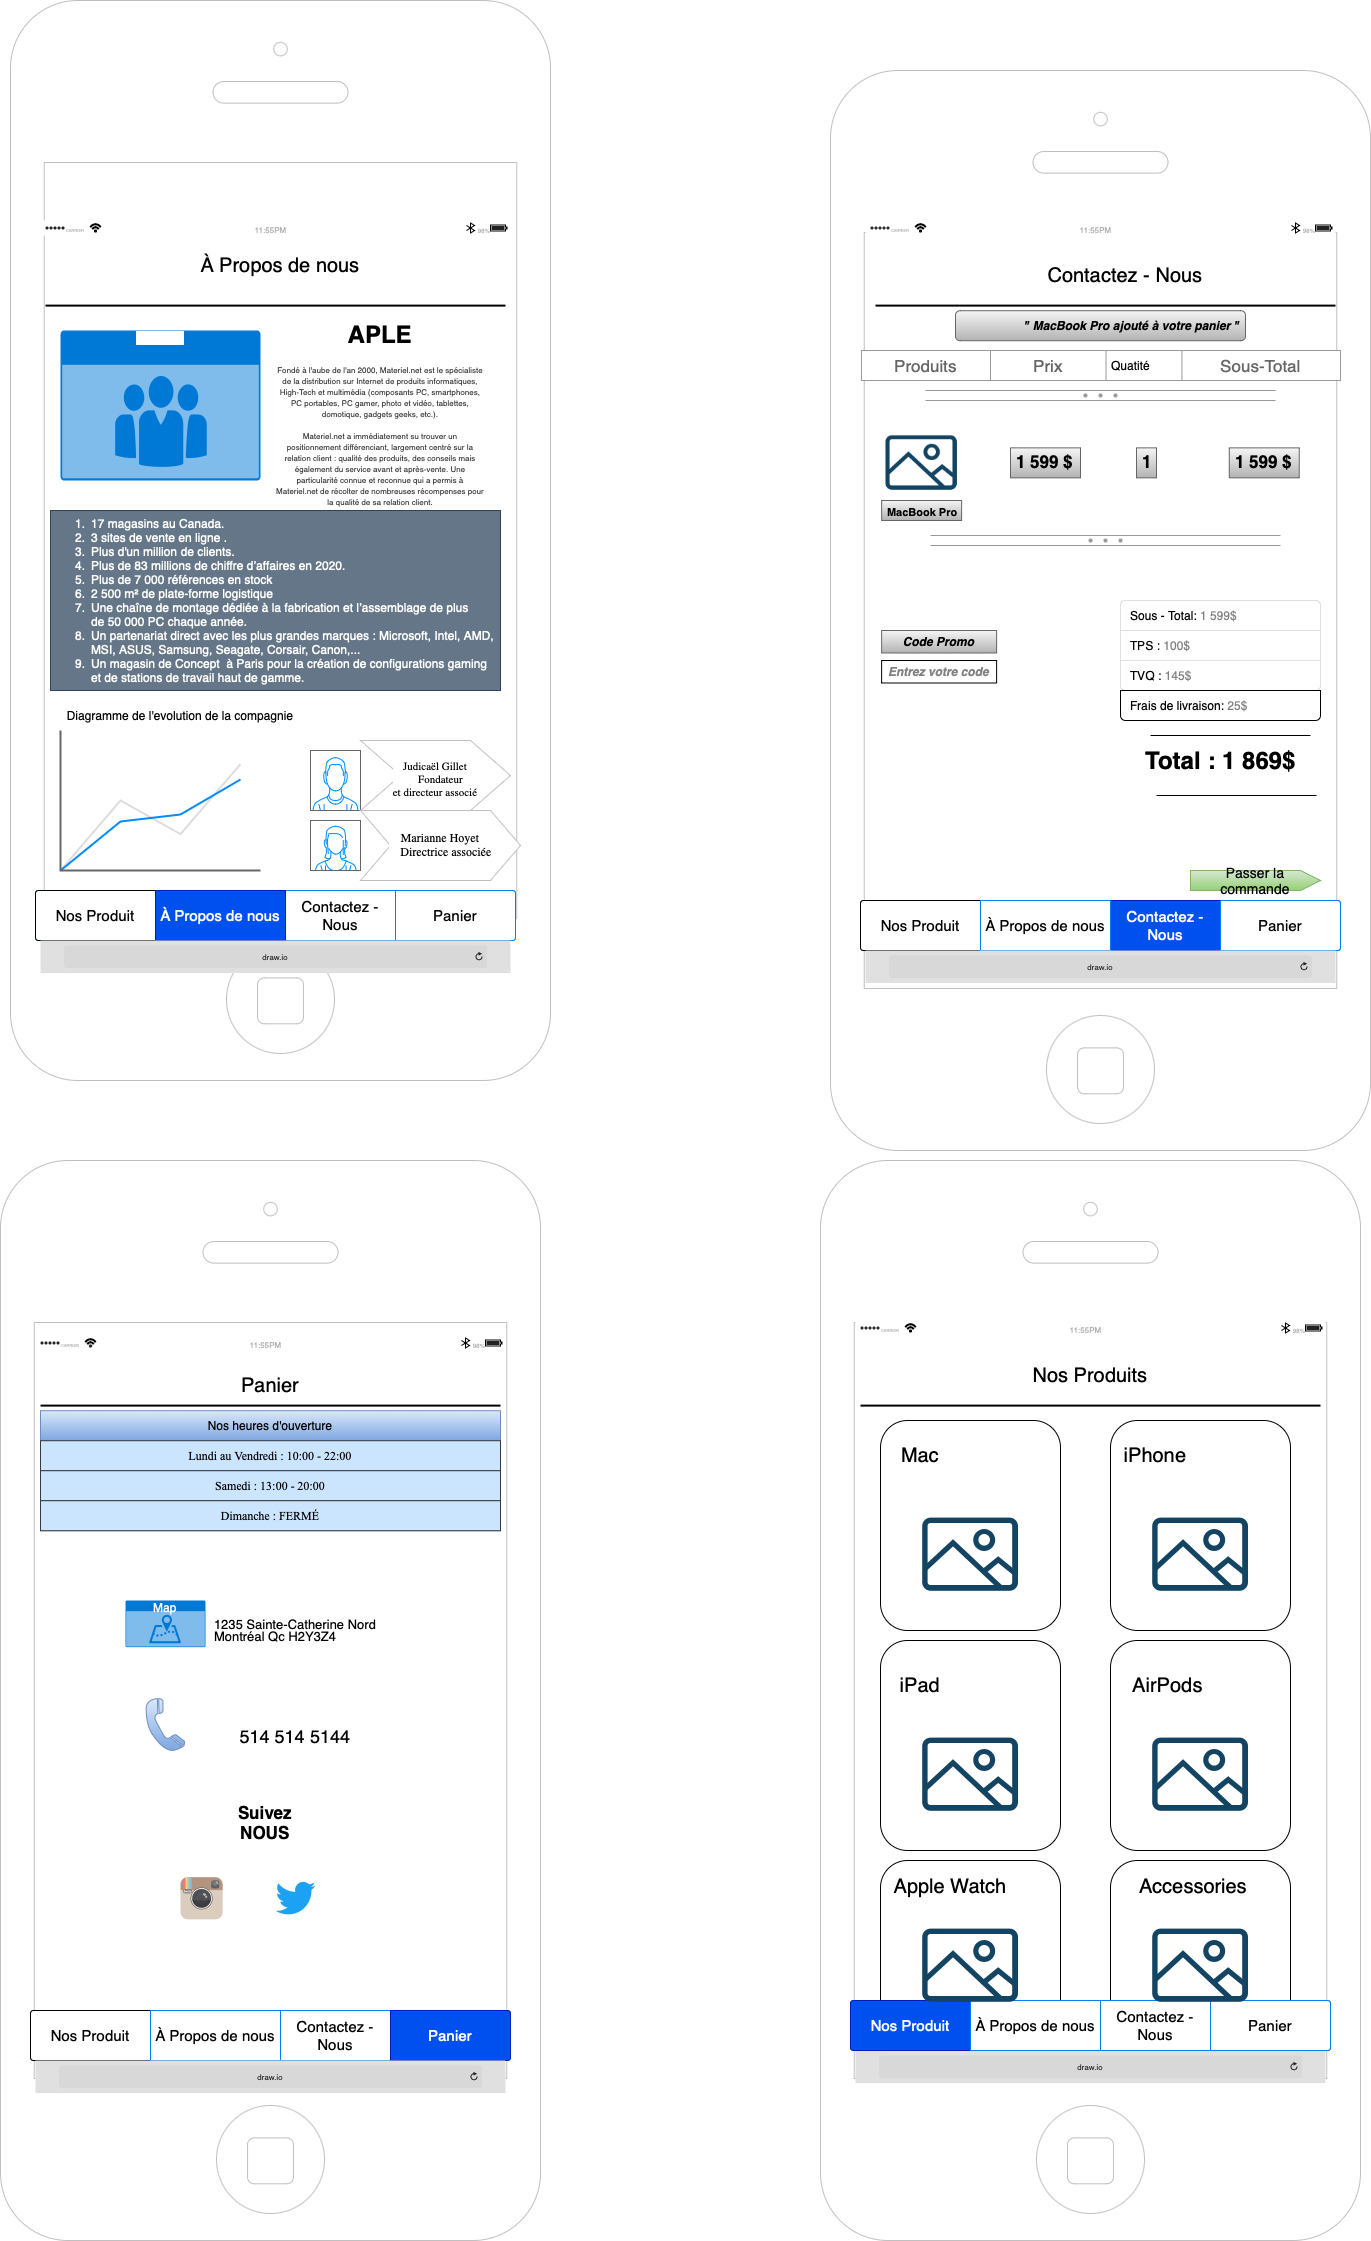 CARRIER
11:55PM
98%
À Propos de nous
APLE
Fondé à l'aube de l'an 2000, Materiel.net est le spécialiste
de la distribution sur Internet de produits informatiques,
High-Tech et multimédia (composants PC, smartphones,
PC portables, PC gamer, photo et vidéo, tablettes,
domotique, gadgets geeks, etc.).
Materiel.net a immédiatement su trouver un
positionnement différenciant, largement centré sur la
relation client : qualité des produits, des conseils mais
également du service avant et après-vente. Une
particularité connue et reconnue qui a permis à
Materiel.net de récolter de nombreuses récompenses pour
la qualité de sa relation client.
1. 17 magasins au Canada.
2. 3 sites de vente en ligne .
3. Plus d'un million de clients.
4. Plus de 83 millions de chiffre d'affaires en 2020.
5. Plus de 7 000 références en stock
6. 2 500 m² de plate-forme logistique
7. Une chaîne de montage dédiée à la fabrication et l'assemblage de plus
de 50 000 PC chaque année.
8. Un partenariat direct avec les plus grandes marques : Microsoft, Intel, AMD,
MSI, ASUS, Samsung, Seagate, Corsair, Canon,...
9. Un magasin de Concept à Paris pour la création de configurations gaming
et de stations de travail haut de gamme.
Diagramme de l'evolution de la compagnie
Judicaël Gillet
Fondateur
et directeur associé
Marianne Hoyet
Directrice associée
Nos Produit
À Propos de nous
Contactez -
Nous
Panier
draw.io
CARRIER
11:55PM
98%
Contactez - Nous
" MacBook Pro ajouté à votre panier "
Produits
Prix
Quatité
Sous-Total
1 599 $
1
1 599 $
MacBook Pro
Sous - Total: 1 599$
TPS : 100$
TVQ : 145$
Frais de livraison: 25$
Code Promo
Entrez votre code
Total : 1 869$
Passer la
commande
Nos Produit
À Propos de nous
Contactez -
Nous
Panier
draw.io
CARRIER
11:55PM
98%
Panier
Nos heures d'ouverture
Lundi au Vendredi : 10:00 - 22:00
Samedi : 13:00 - 20:00
Dimanche : FERMÉ
Map
1235 Sainte-Catherine Nord
Montréal Qc H2Y3Z4
514 514 5144
Suivez
NOUS
Nos Produit
À Propos de nous
Contactez -
Nous
Panier
draw.io
CARRIER
11:55PM
98%
Nos Produits
Mac
iPhone
iPad
AirPods
Apple Watch
Accessories
Nos Produit
À Propos de nous
Contactez -
Nous
Panier
draw.io